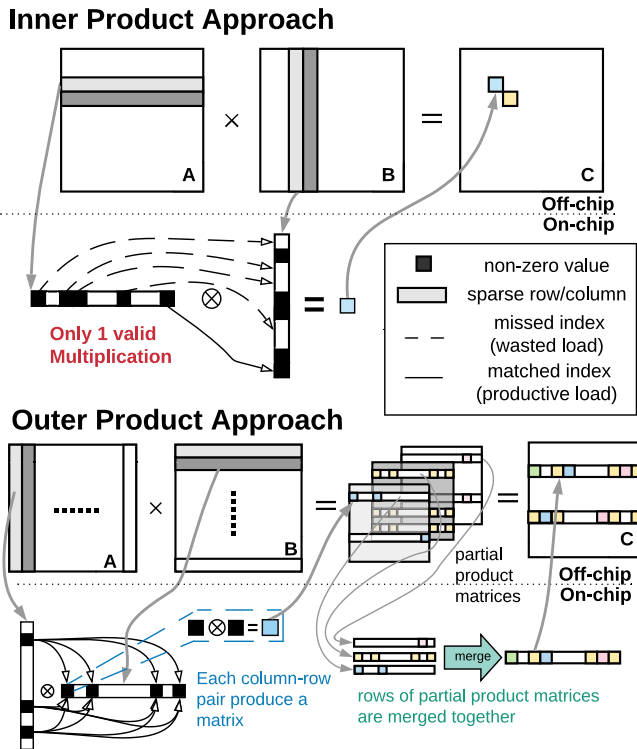 Inner Product Approach
A
×
B
=
C
Off-chip
On-chip
⊗
=
Only 1 valid
Multiplication
non-zero value
sparse row/column
missed index
(wasted load)
matched index
(productive load)
Outer Product Approach
A
×
B
=
partial
product
matrices
=
C
Off-chip
On-chip
⊗
=
⊗
Each column-row
pair produce a
matrix
merge
rows of partial product matrices
are merged together